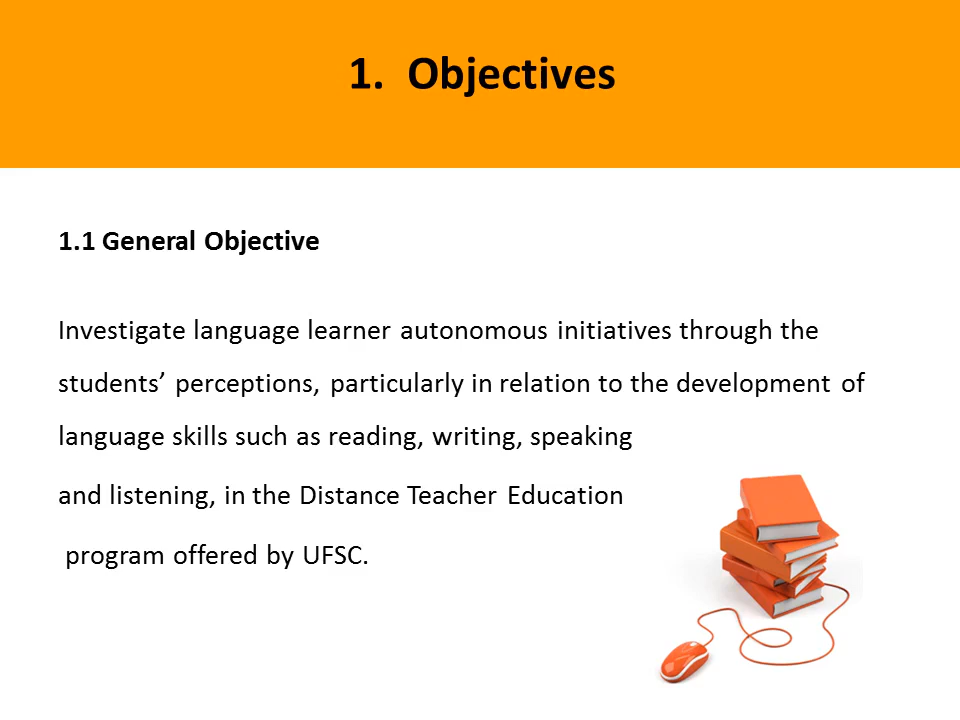 1. Objectives
1.1 General Objective
Investigate language learner autonomous initiatives through the
students’ perceptions, particularly in relation to the development of
language skills such as reading, writing, speaking
and listening, in the Distance Teacher Education
program offered by UFSC.